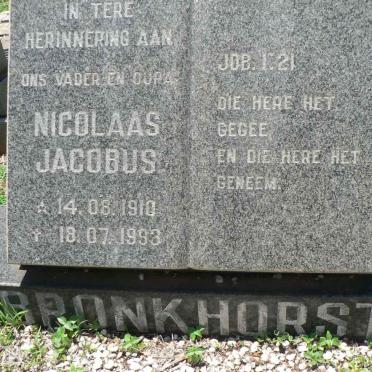 IN TERE
HERINNERING AAN
ONS VADER EN OUPA
NICOLAAS
JACOBUS
* 14.08.1910
† 18.07.1993
JOB. 1:21
DIE HERE HET
GEGEE,
EN DIE HERE HET
GENEEM.
BRONKHORST